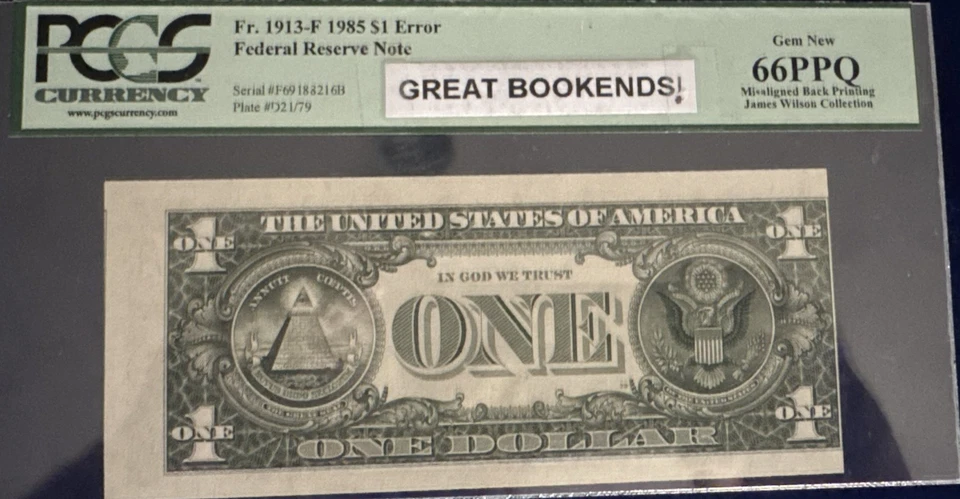 PCGS
CURRENCY
www.pcgscurrency.com
Fr. 1913-F 1985 $1 Error
Federal Reserve Note
Serial #F69188216B
Plate #D21/79
GREAT BOOKENDS!
Gem New
66PPQ
Misaligned Back Printing
James Wilson Collection
THE UNITED STATES OF AMERICA
1
ONE
1
ONE
ANNUIT COEPTIS
IN GOD WE TRUST
ONE
1
ONE
1
ONE
ONE DOLLAR